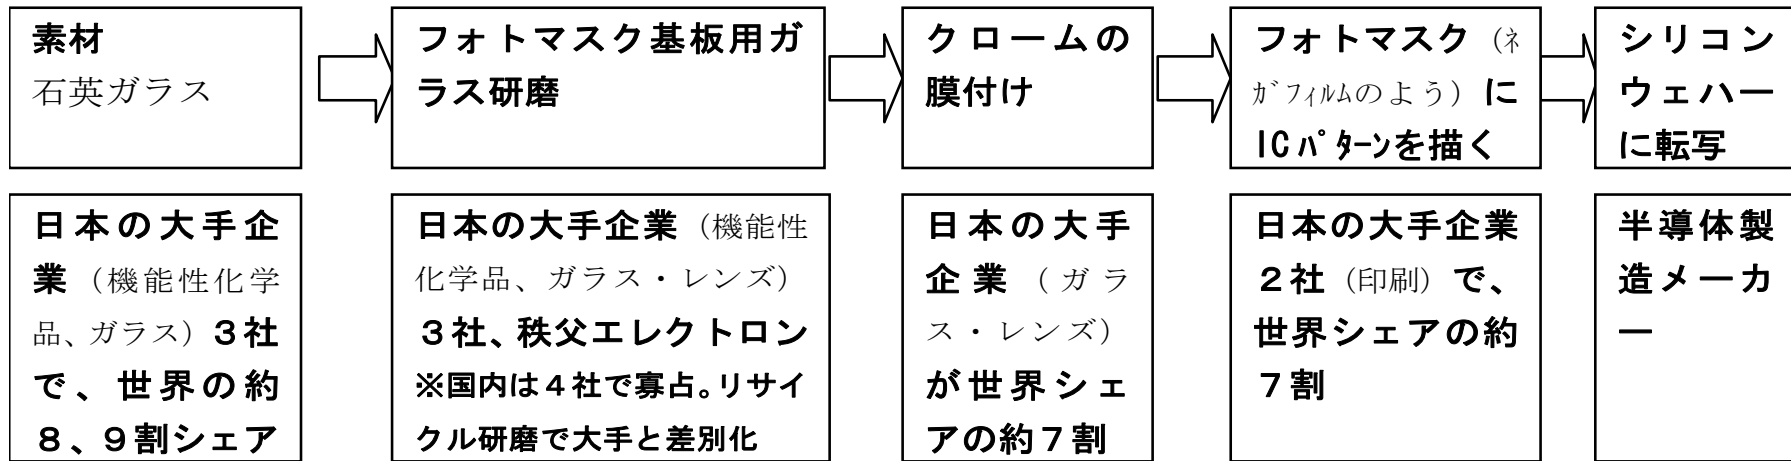 素材
石英ガラス
フォトマスク基板用ガ
ラス研磨
クロームの
膜付け
フォトマスク（ネ
ガフィルムのよう）に
ICパターンを描く
シリコン
ウェハー
に転写
日本の大手企
業（機能性化学
品、ガラス）３社
で、世界の約
８、９割シェア
日本の大手企業（機能性
化学品、ガラス・レンズ）
３社、秩父エレクトロン
※国内は４社で寡占。リサイ
クル研磨で大手と差別化
日本の大手
企業（ガラ
ス・レンズ）
が世界シェ
アの約７割
日本の大手企業
２社（印刷）で、
世界シェアの約
７割
半導体製
造メーカ
ー